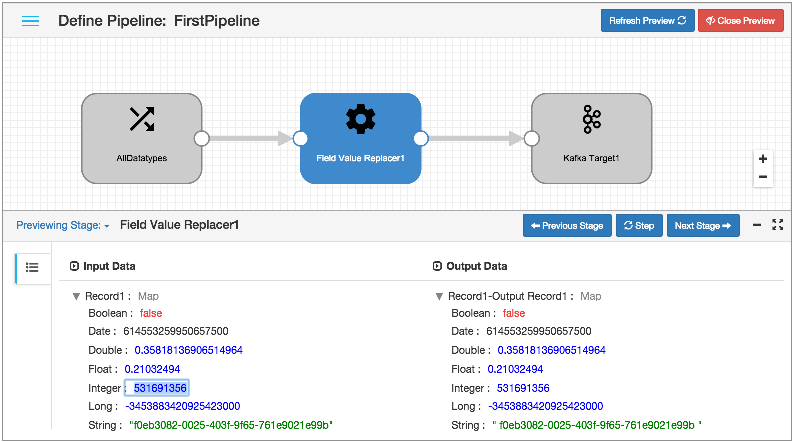 Define Pipeline: FirstPipeline
Refresh Preview
Close Preview
AllDatatypes
Field Value Replacer1
Kafka Target1
+
−
Previewing Stage:
Field Value Replacer1
Previous Stage
Step
Next Stage
Input Data
Output Data
Record1 : Map
Boolean : false
Date : 614553259950657500
Double : 0.35818136906514964
Float : 0.21032494
Integer : 531691356
Long : -3453883420925423000
String : "f0eb3082-0025-403f-9f65-761e9021e99b"
Record1-Output Record1 : Map
Boolean : false
Date : 614553259950657500
Double : 0.35818136906514964
Float : 0.21032494
Integer : 531691356
Long : -3453883420925423000
String : " f0eb3082-0025-403f-9f65-761e9021e99b "